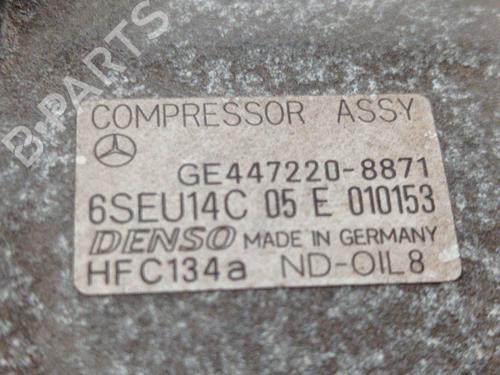 B-PARTS
COMPRESSOR ASSY
GE447220-8871
6SEU14C 05 E 010153
DENSO MADE IN GERMANY
HFC134a ND-OIL8